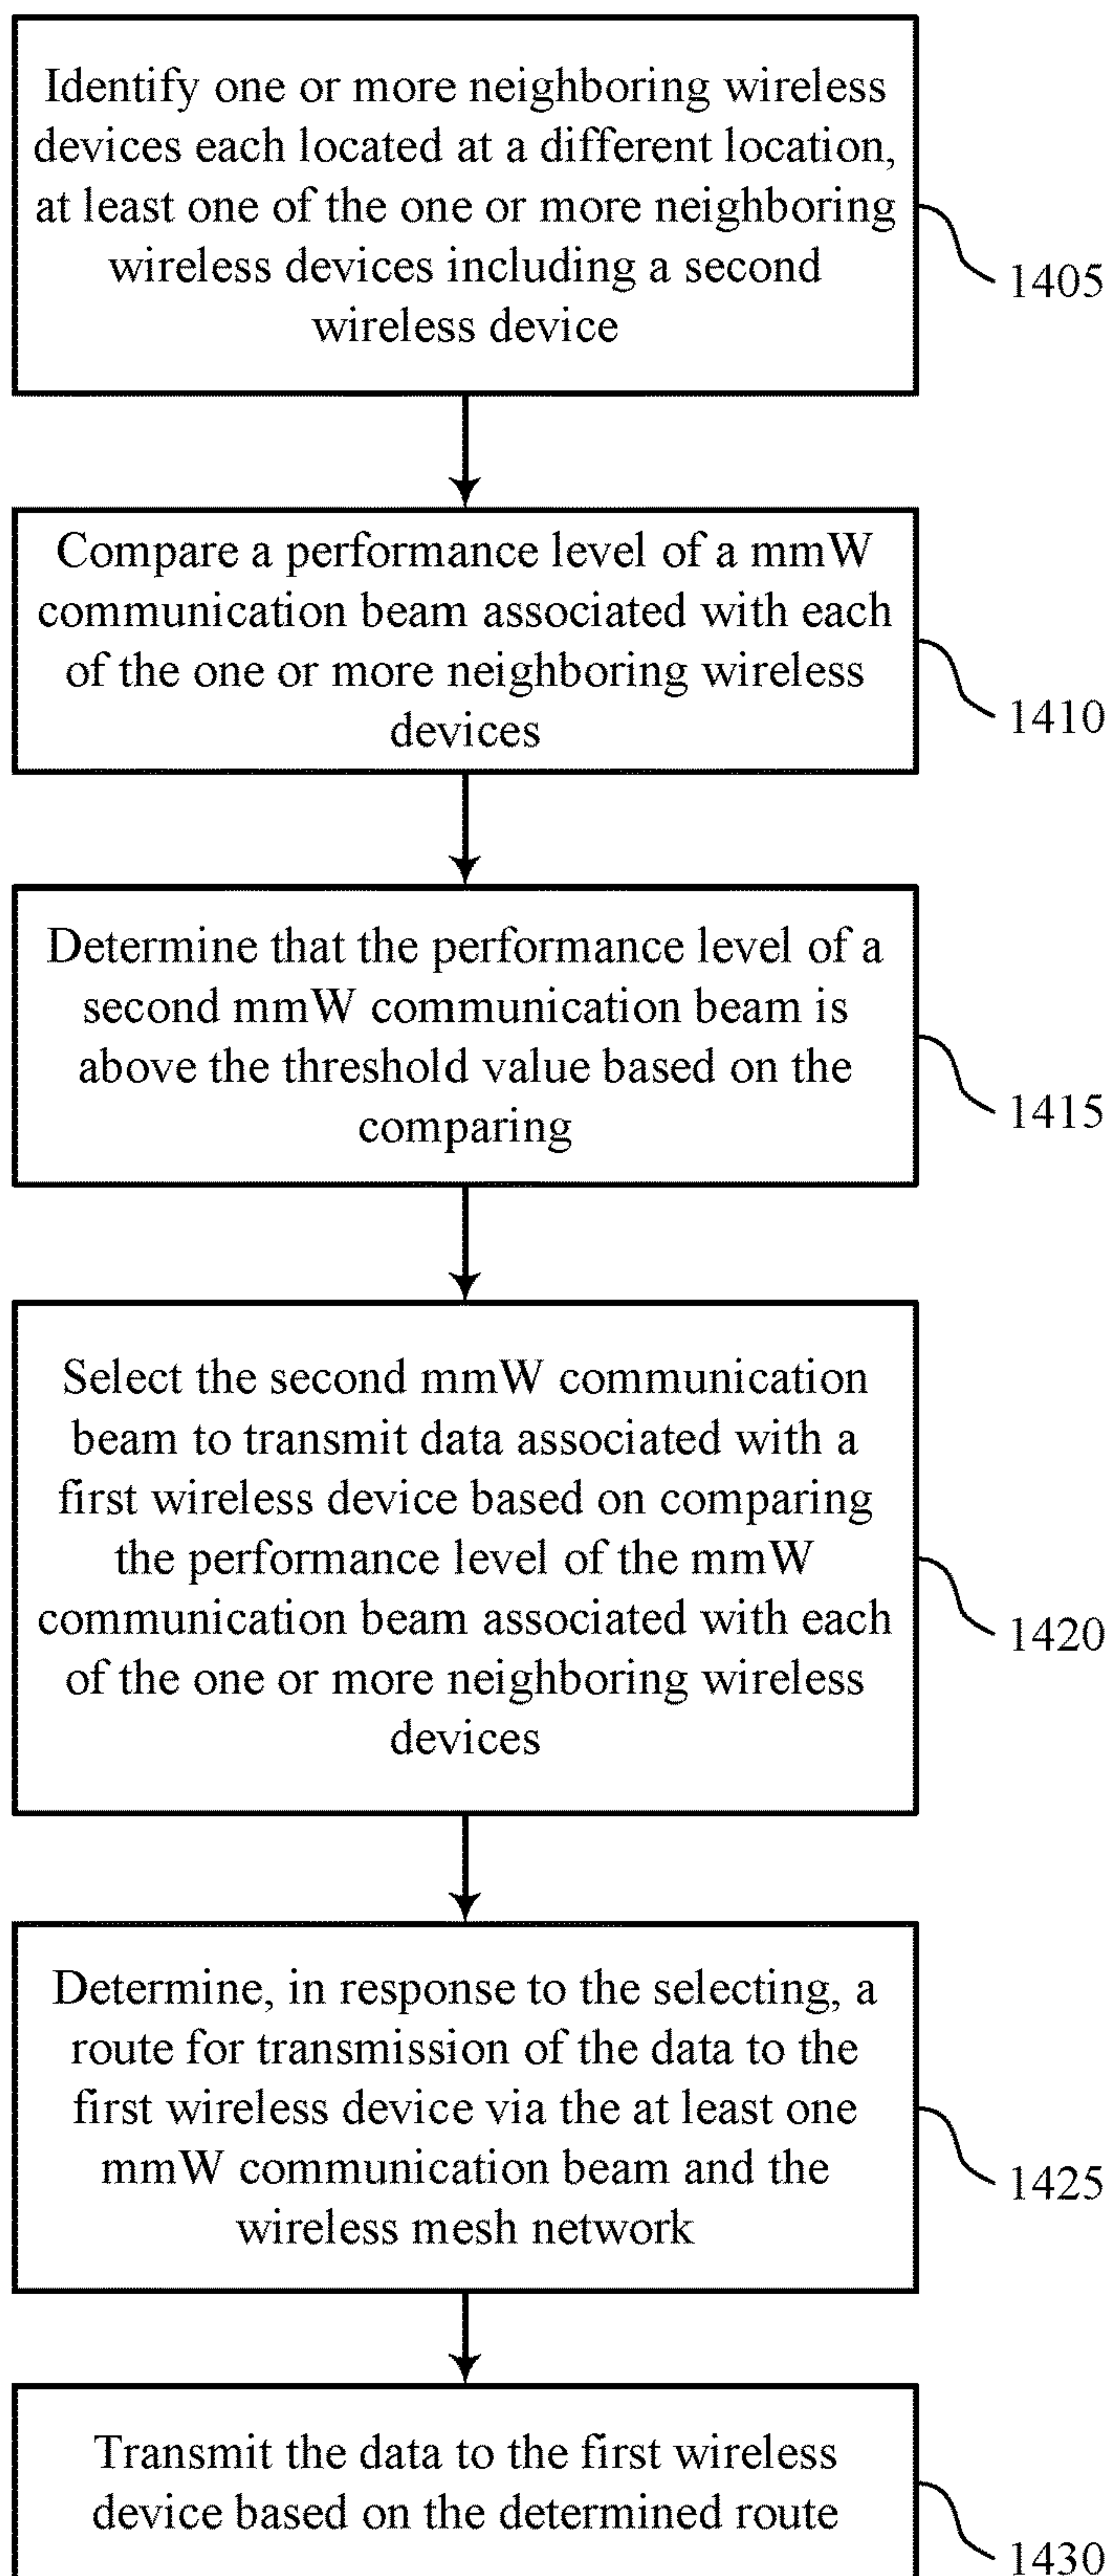 Identify one or more neighboring wireless
devices each located at a different location,
at least one of the one or more neighboring
wireless devices including a second
wireless device
1405
Compare a performance level of a mmW
communication beam associated with each
of the one or more neighboring wireless
devices
1410
Determine that the performance level of a
second mmW communication beam is
above the threshold value based on the
comparing
1415
Select the second mmW communication
beam to transmit data associated with a
first wireless device based on comparing
the performance level of the mmW
communication beam associated with each
of the one or more neighboring wireless
devices
1420
Determine, in response to the selecting, a
route for transmission of the data to the
first wireless device via the at least one
mmW communication beam and the
wireless mesh network
1425
Transmit the data to the first wireless
device based on the determined route
1430